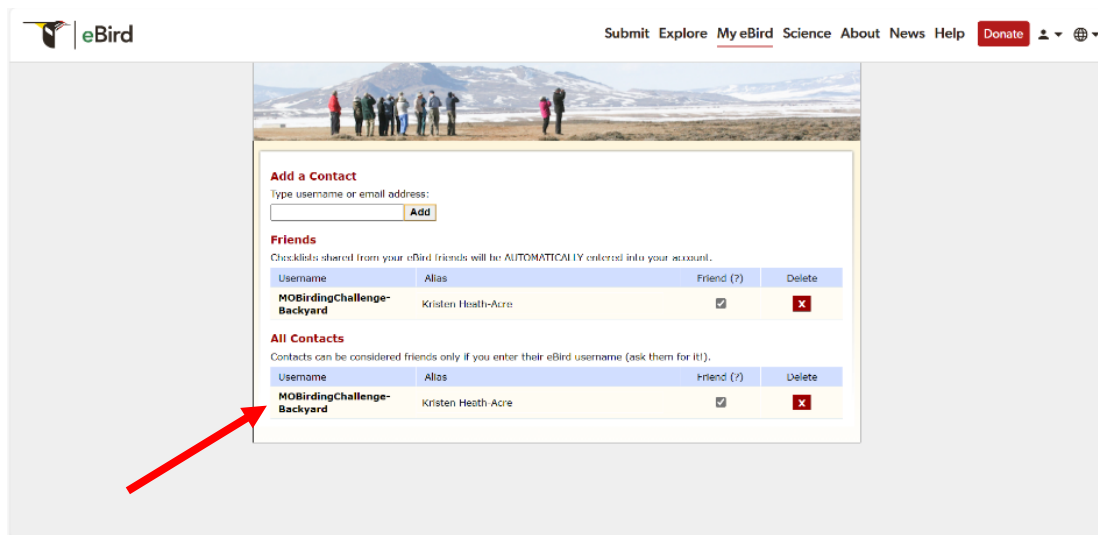 eBird
Submit Explore My eBird Science About News Help Donate
Add a Contact
Type username or email address:
Add
Friends
Checklists shared from your eBird friends will be AUTOMATICALLY entered into your account.
Username Alias Friend (?) Delete
MOBirdingChallenge-
Backyard
Kristen Heath-Acre
X
All Contacts
Contacts can be considered friends only if you enter their eBird username (ask them for it!).
Username Alias Friend (?) Delete
MOBirdingChallenge-
Backyard
Kristen Heath-Acre
X